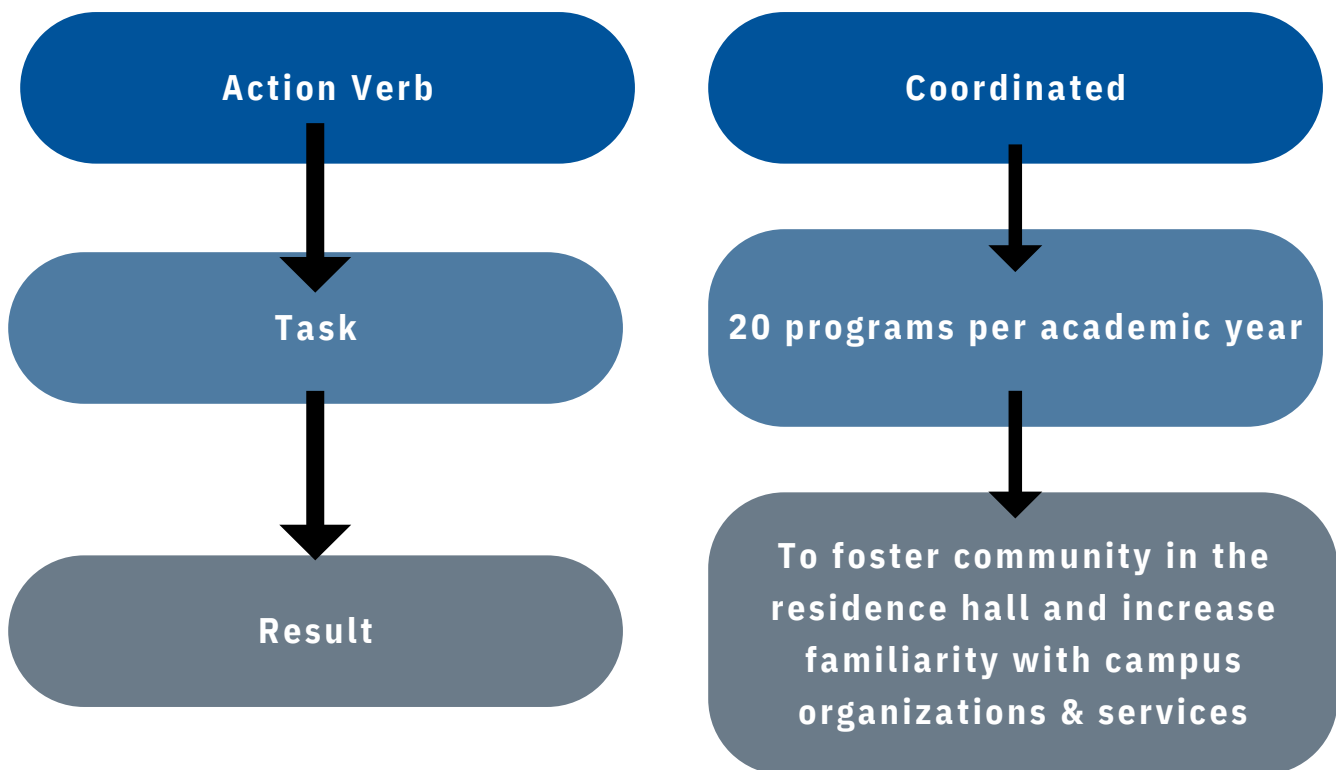 Action Verb
Task
Result
Coordinated
20 programs per academic year
To foster community in the
residence hall and increase
familiarity with campus
organizations & services